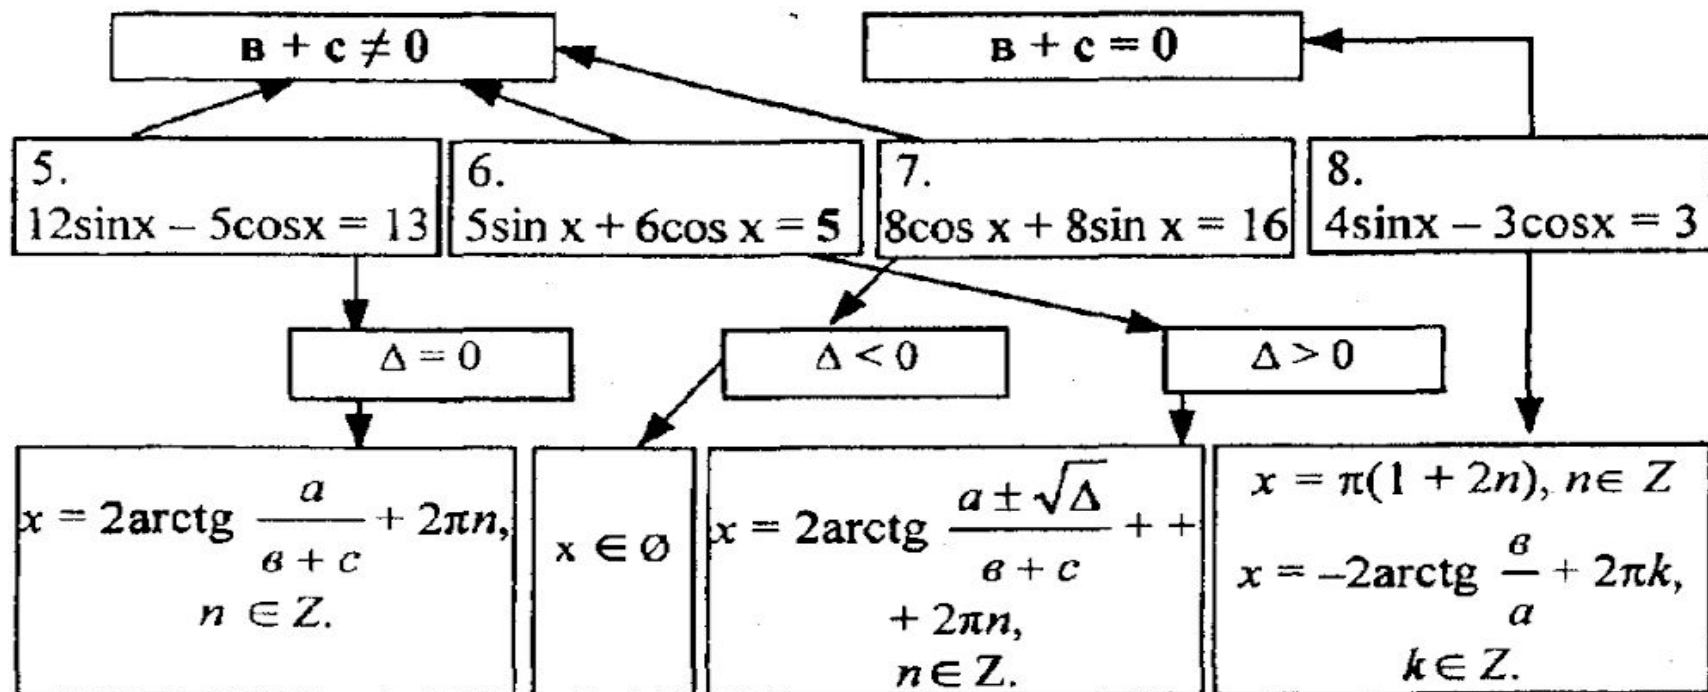 в + с ≠ 0
в + с = 0
5.
12sinx – 5cosx = 13
6.
5sin x + 6cos x = 5
7.
8cos x + 8sin x = 16
8.
4sinx – 3cosx = 3
Δ = 0
Δ < 0
Δ > 0
x = 2arctg a/(в + c) + 2πn,
n ∈ Z.
x ∈ Ø
x = 2arctg (a ± √Δ)/(в + c) + +
+ 2πn,
n ∈ Z.
x = π(1 + 2n), n ∈ Z
x = –2arctg в/a + 2πk,
k ∈ Z.